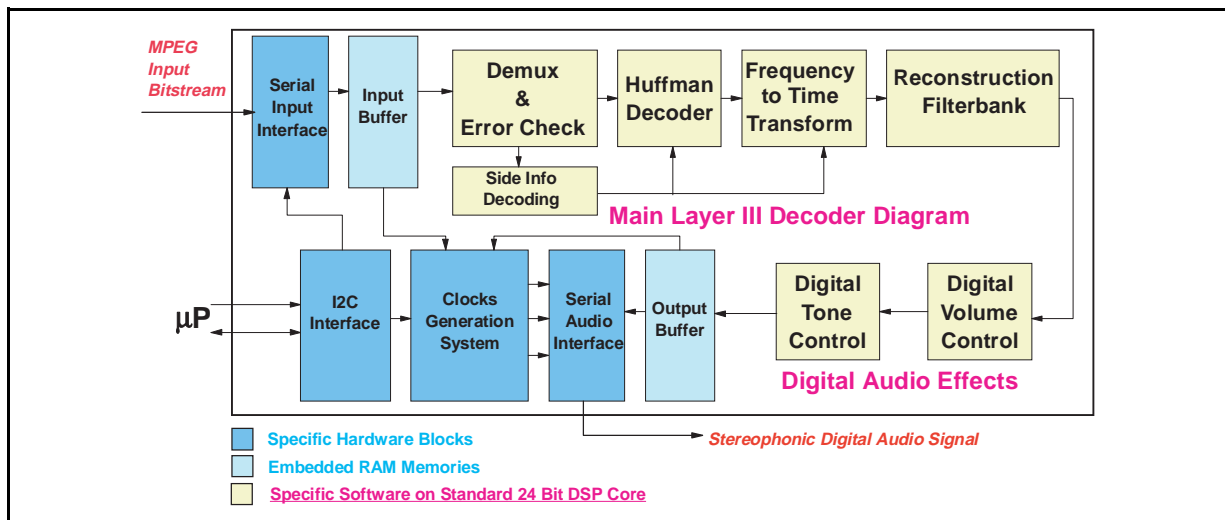 MPEG
Input
Bitstream
Serial
Input
Interface
Input
Buffer
Demux
&
Error Check
Huffman
Decoder
Frequency
to Time
Transform
Reconstruction
Filterbank
Side Info
Decoding
Main Layer III Decoder Diagram
μP
I2C
Interface
Clocks
Generation
System
Serial
Audio
Interface
Output
Buffer
Digital
Tone
Control
Digital
Volume
Control
Digital Audio Effects
Specific Hardware Blocks
Stereophonic Digital Audio Signal
Embedded RAM Memories
Specific Software on Standard 24 Bit DSP Core